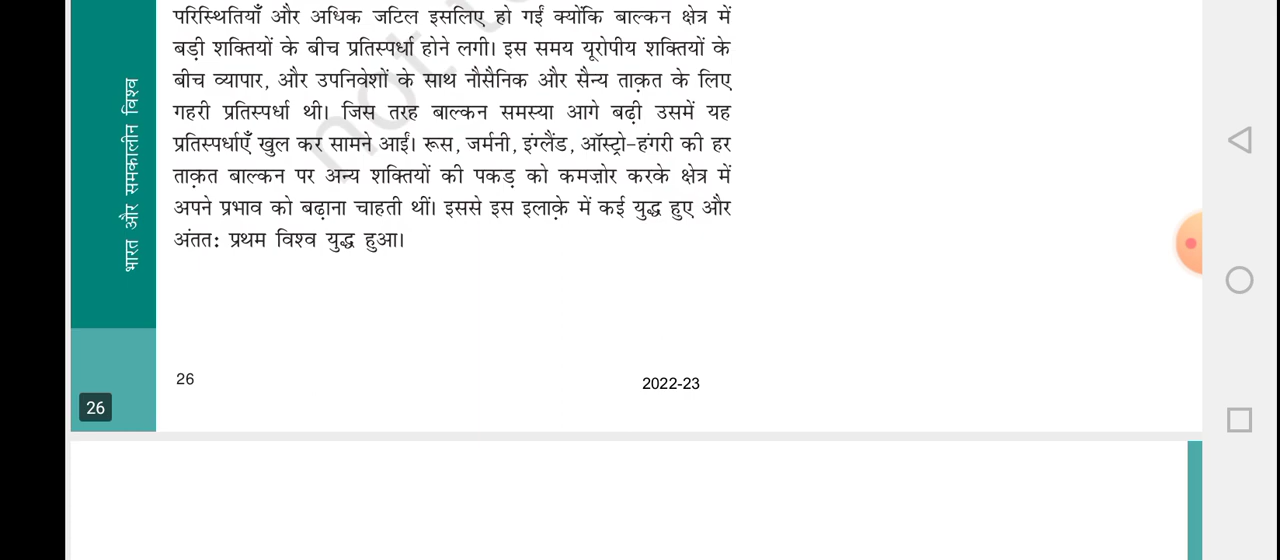 परिस्थितियाँ और अधिक जटिल इसलिए हो गईं क्योंकि बाल्कन क्षेत्र में
बड़ी शक्तियों के बीच प्रतिस्पर्धा होने लगी। इस समय यूरोपीय शक्तियों के
बीच व्यापार, और उपनिवेशों के साथ नौसैनिक और सैन्य ताक़त के लिए
गहरी प्रतिस्पर्धा थी। जिस तरह बाल्कन समस्या आगे बढ़ी उसमें यह
प्रतिस्पर्धाएँ खुल कर सामने आईं। रूस, जर्मनी, इंग्लैंड, ऑस्ट्रो-हंगरी की हर
ताक़त बाल्कन पर अन्य शक्तियों की पकड़ को कमज़ोर करके क्षेत्र में
अपने प्रभाव को बढ़ाना चाहती थीं। इससे इस इलाक़े में कई युद्ध हुए और
अंतत: प्रथम विश्व युद्ध हुआ।
भारत और समकालीन विश्व
26
2022-23
26
not t